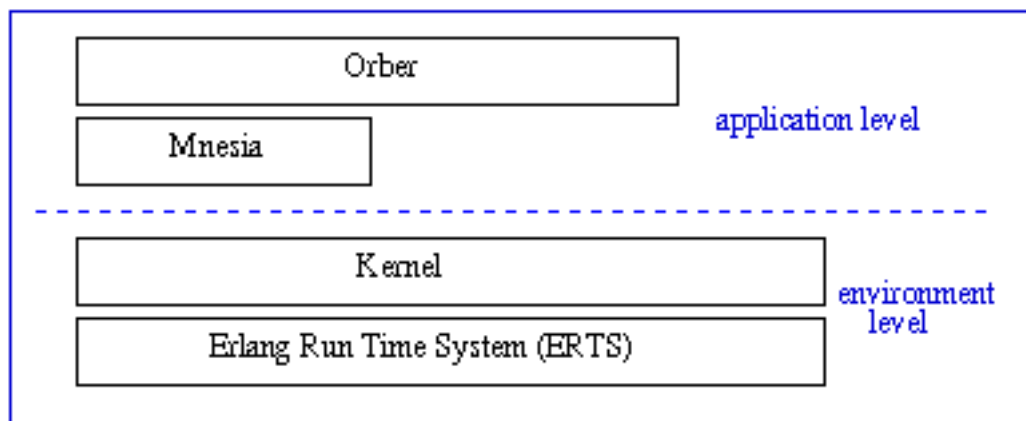 Orber
application level
Mnesia
Kernel
environment
level
Erlang Run Time System (ERTS)